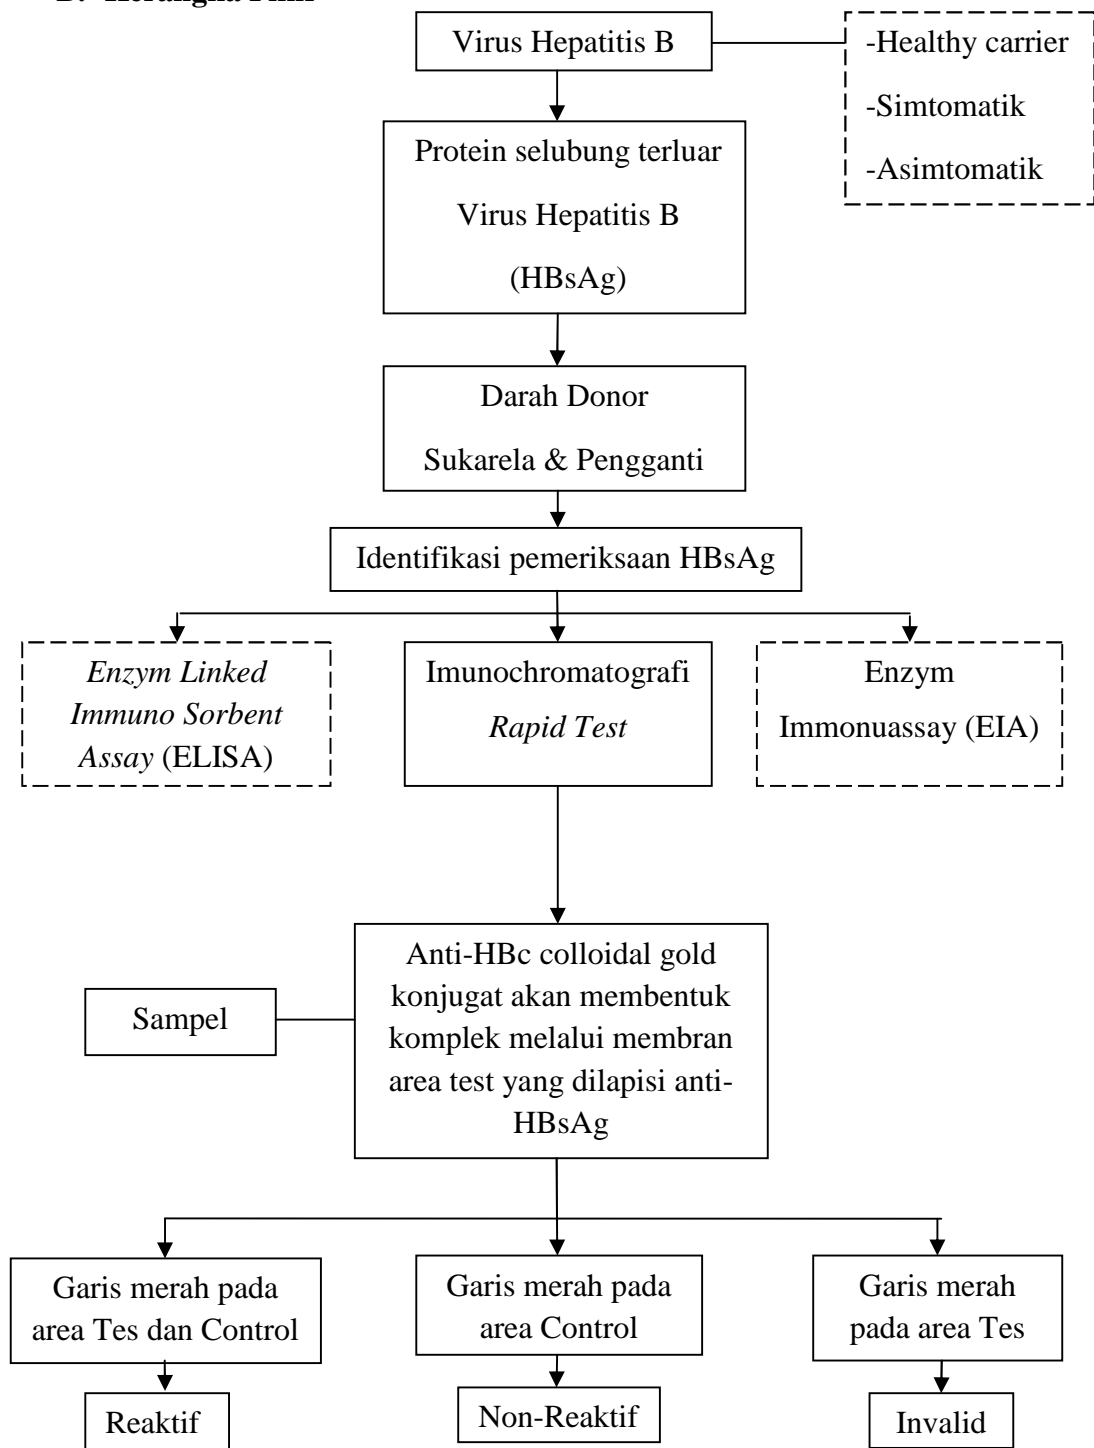 Virus Hepatitis B
-Healthy carrier
-Simtomatik
-Asimtomatik
Protein selubung terluar
Virus Hepatitis B
(HBsAg)
Darah Donor
Sukarela & Pengganti
Identifikasi pemeriksaan HBsAg
Enzym Linked
Immuno Sorbent
Assay (ELISA)
Imunochromatografi
Rapid Test
Enzym
Immonuassay (EIA)
Sampel
Anti-HBc colloidal gold
konjugat akan membentuk
komplek melalui membran
area test yang dilapisi anti-
HBsAg
Garis merah pada
area Tes dan Control
Garis merah pada
area Control
Garis merah
pada area Tes
Reaktif
Non-Reaktif
Invalid